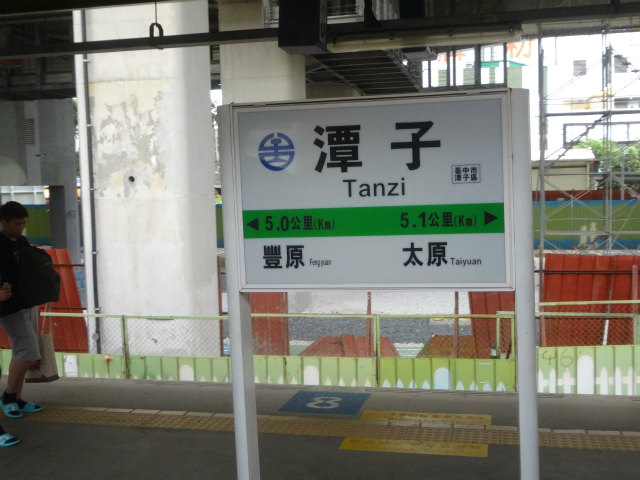 潭子
臺中市
潭子區
Tanzi
5.0公里(Km) 5.1公里(Km)
豐原 Fengyuan 太原 Taiyuan
8